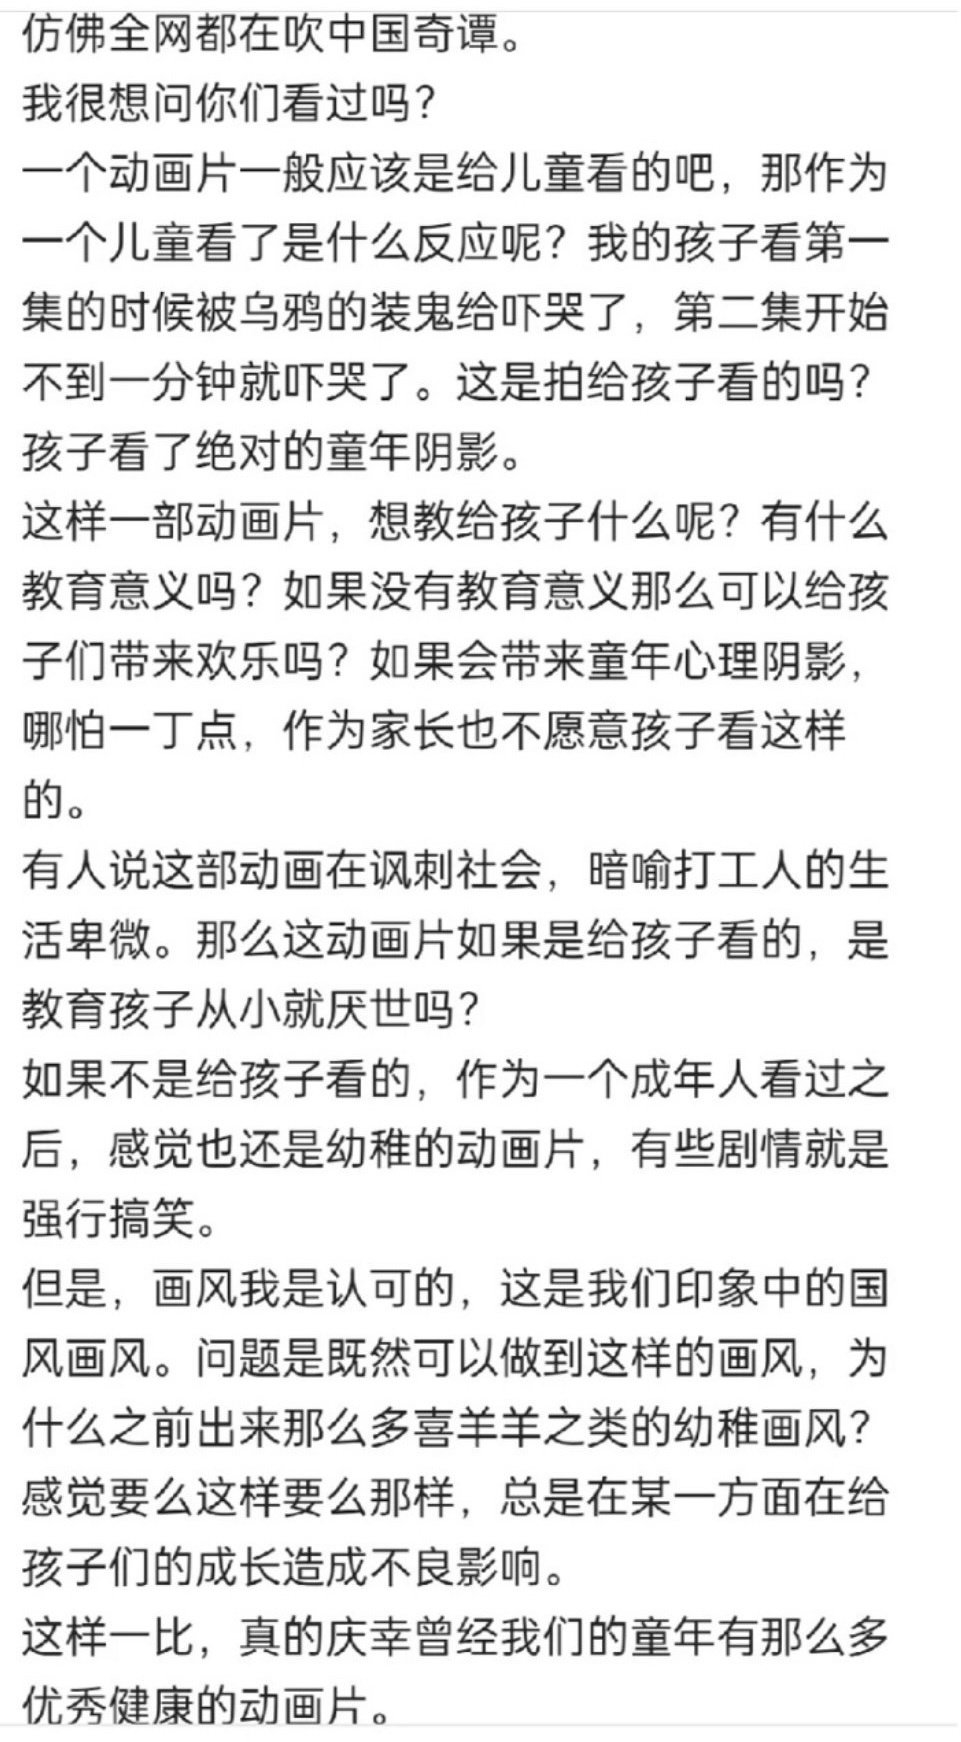 仿佛全网都在吹中国奇谭。
我很想问你们看过吗？
一个动画片一般应该是给儿童看的吧，那作为
一个儿童看了是什么反应呢？我的孩子看第一
集的时候被乌鸦的装鬼给吓哭了，第二集开始
不到一分钟就吓哭了。这是拍给孩子看的吗？
孩子看了绝对的童年阴影。
这样一部动画片，想教给孩子什么呢？有什么
教育意义吗？如果没有教育意义那么可以给孩
子们带来欢乐吗？如果会带来童年心理阴影，
哪怕一丁点，作为家长也不愿意孩子看这样
的。
有人说这部动画在讽刺社会，暗喻打工人的生
活卑微。那么这动画片如果是给孩子看的，是
教育孩子从小就厌世吗？
如果不是给孩子看的，作为一个成年人看过之
后，感觉也还是幼稚的动画片，有些剧情就是
强行搞笑。
但是，画风我是认可的，这是我们印象中的国
风画风。问题是既然可以做到这样的画风，为
什么之前出来那么多喜羊羊之类的幼稚画风？
感觉要么这样要么那样，总是在某一方面在给
孩子们的成长造成不良影响。
这样一比，真的庆幸曾经我们的童年有那么多
优秀健康的动画片。